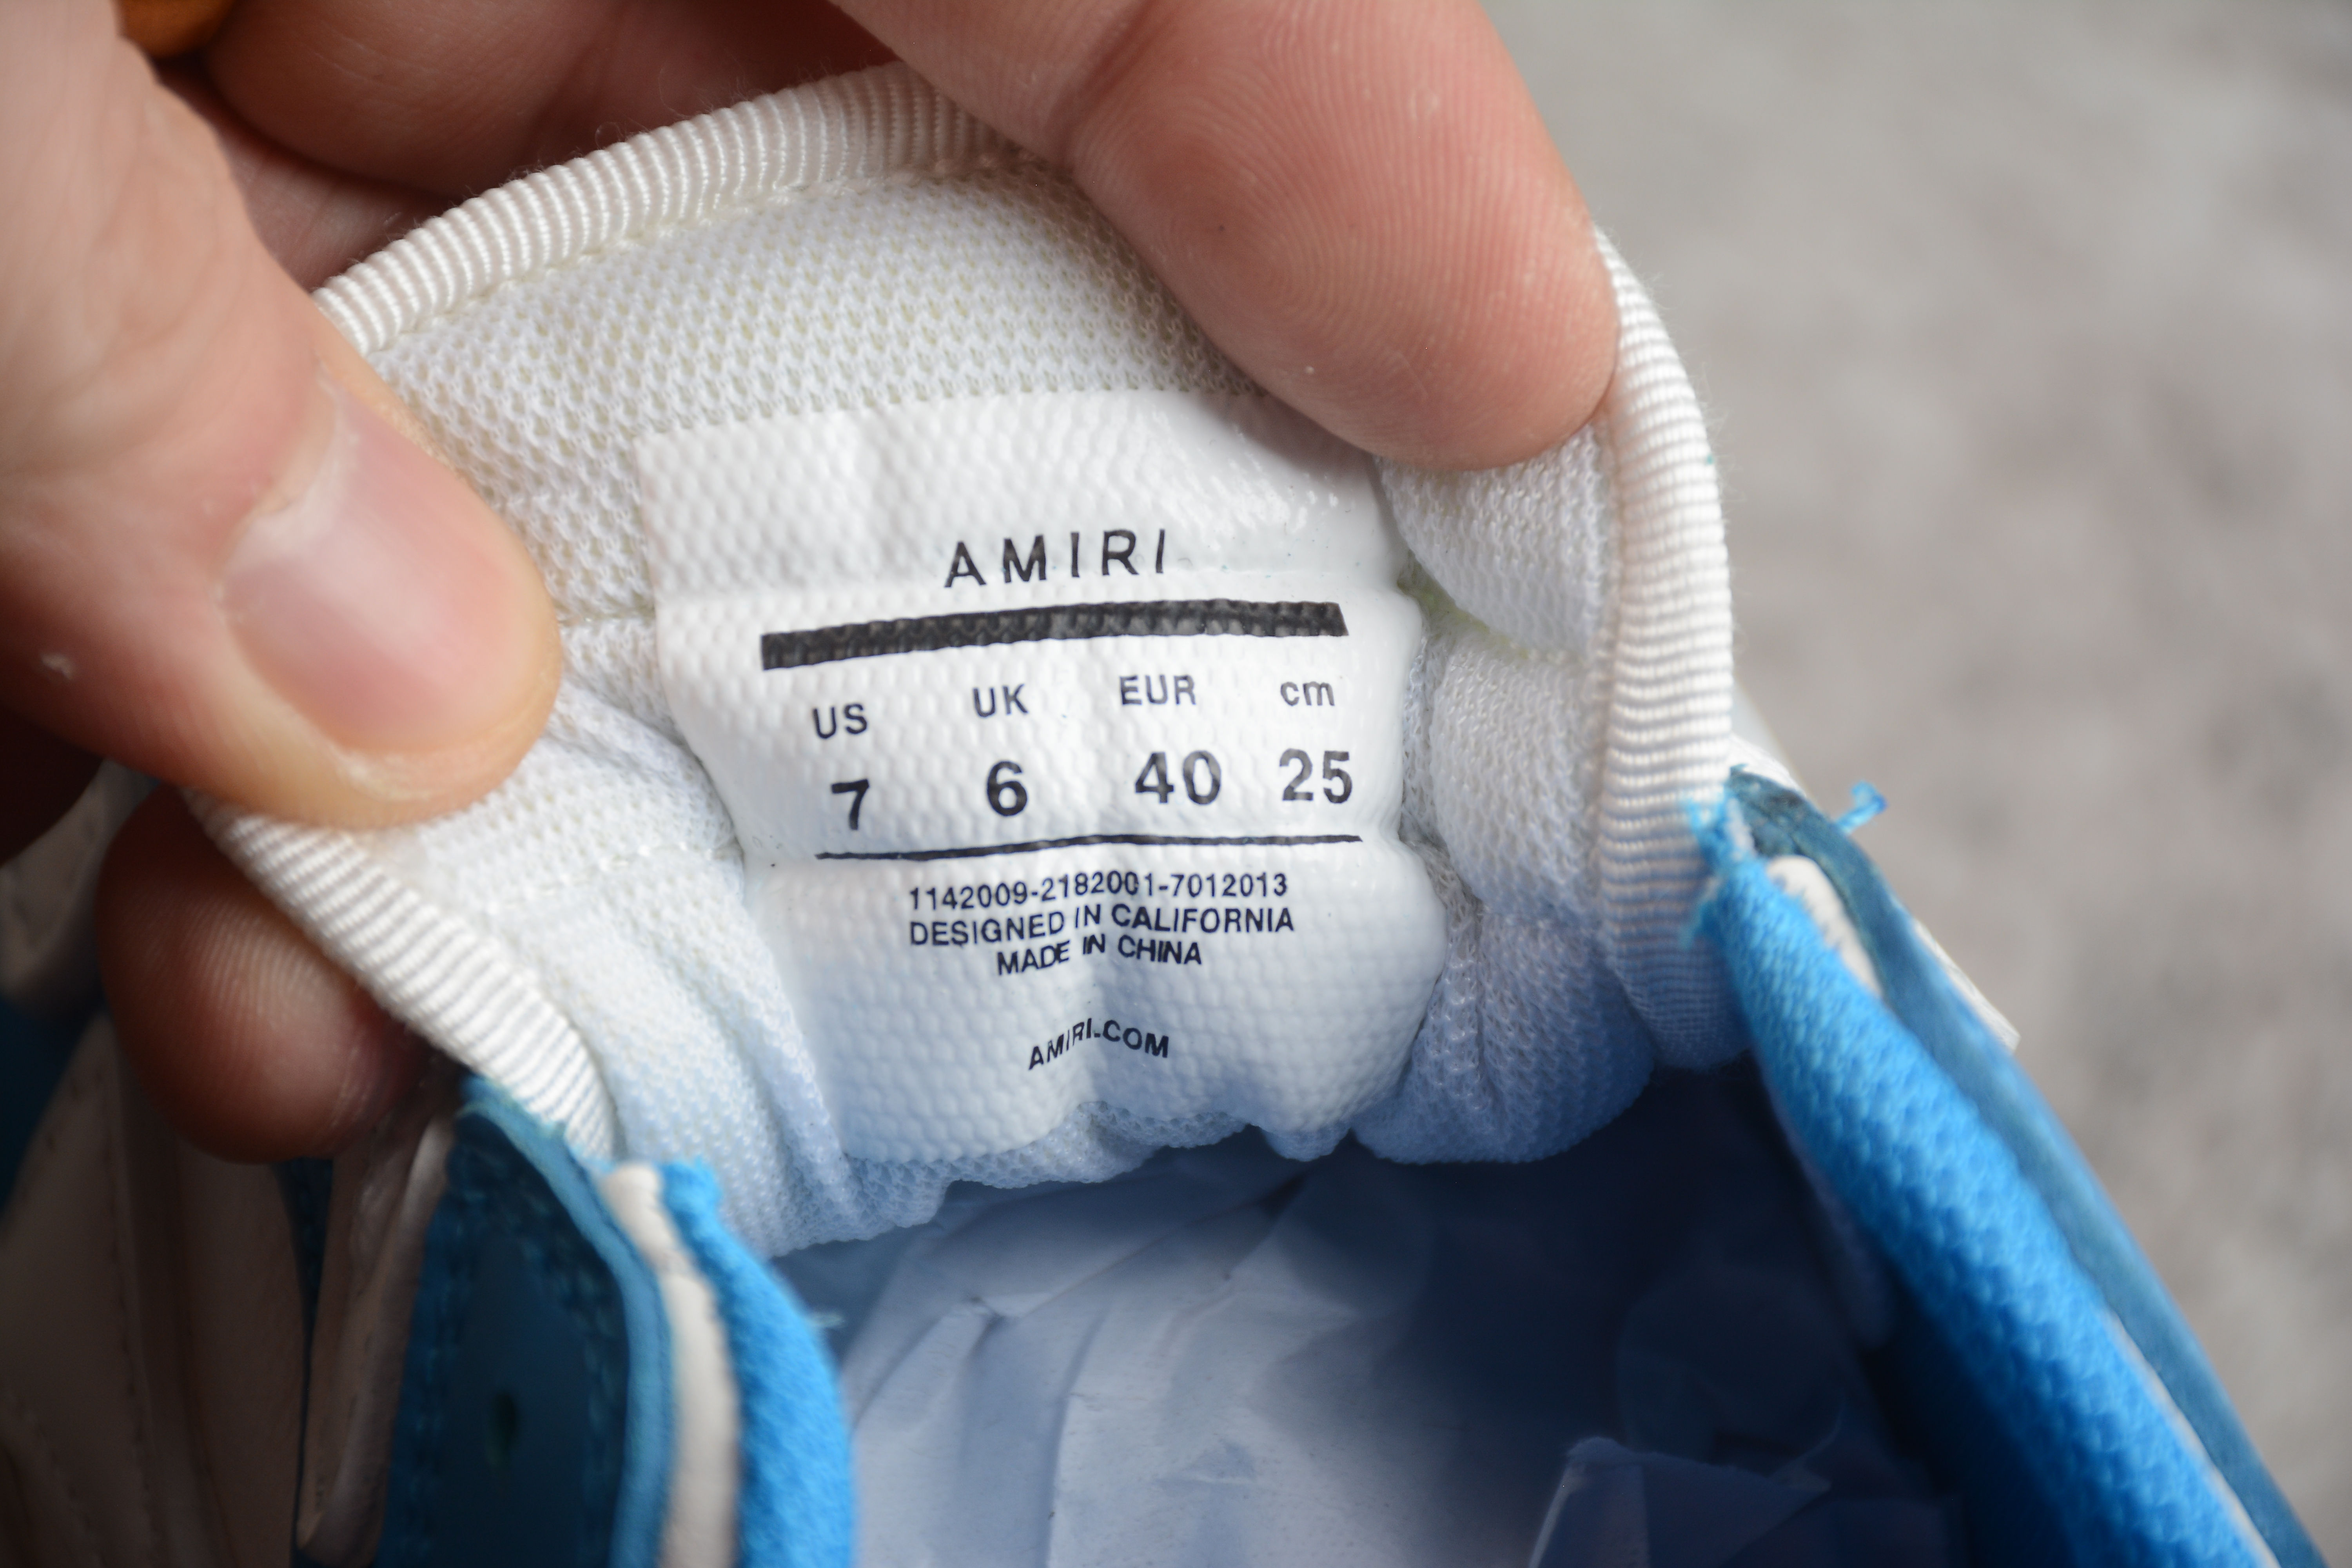 AMIRI
US UK EUR cm
7 6 40 25
1142009-2182001-7012013
DESIGNED IN CALIFORNIA
MADE IN CHINA
AMIRI.COM